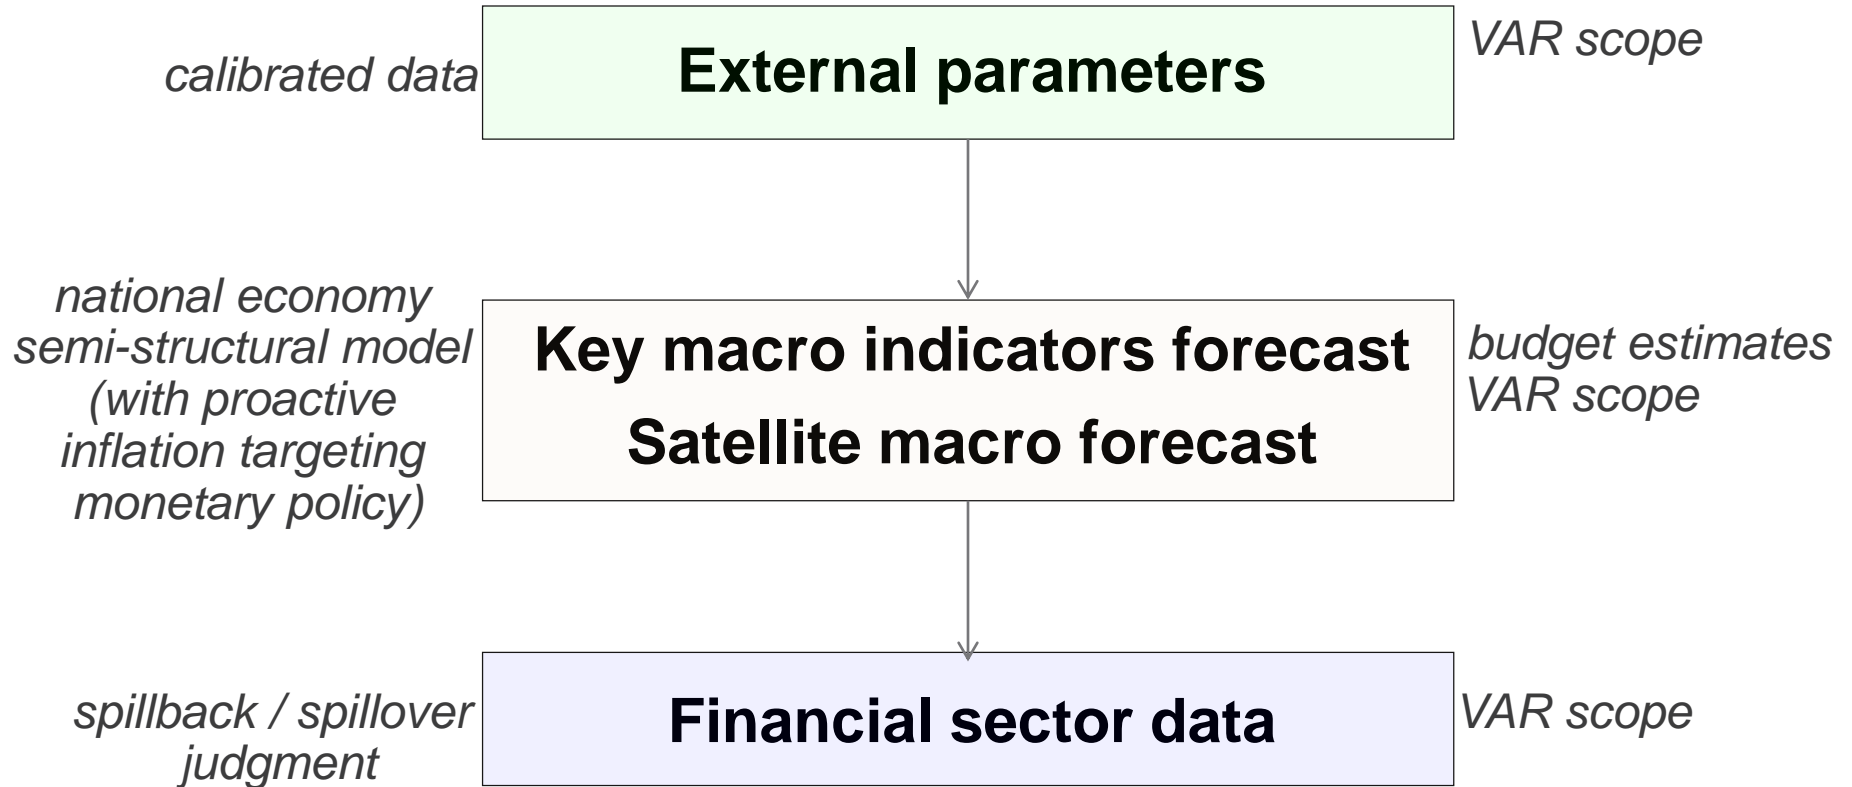 calibrated data
External parameters
VAR scope
national economy
semi-structural model
(with proactive
inflation targeting
monetary policy)
Key macro indicators forecast
Satellite macro forecast
budget estimates
VAR scope
spillback / spillover
judgment
Financial sector data
VAR scope